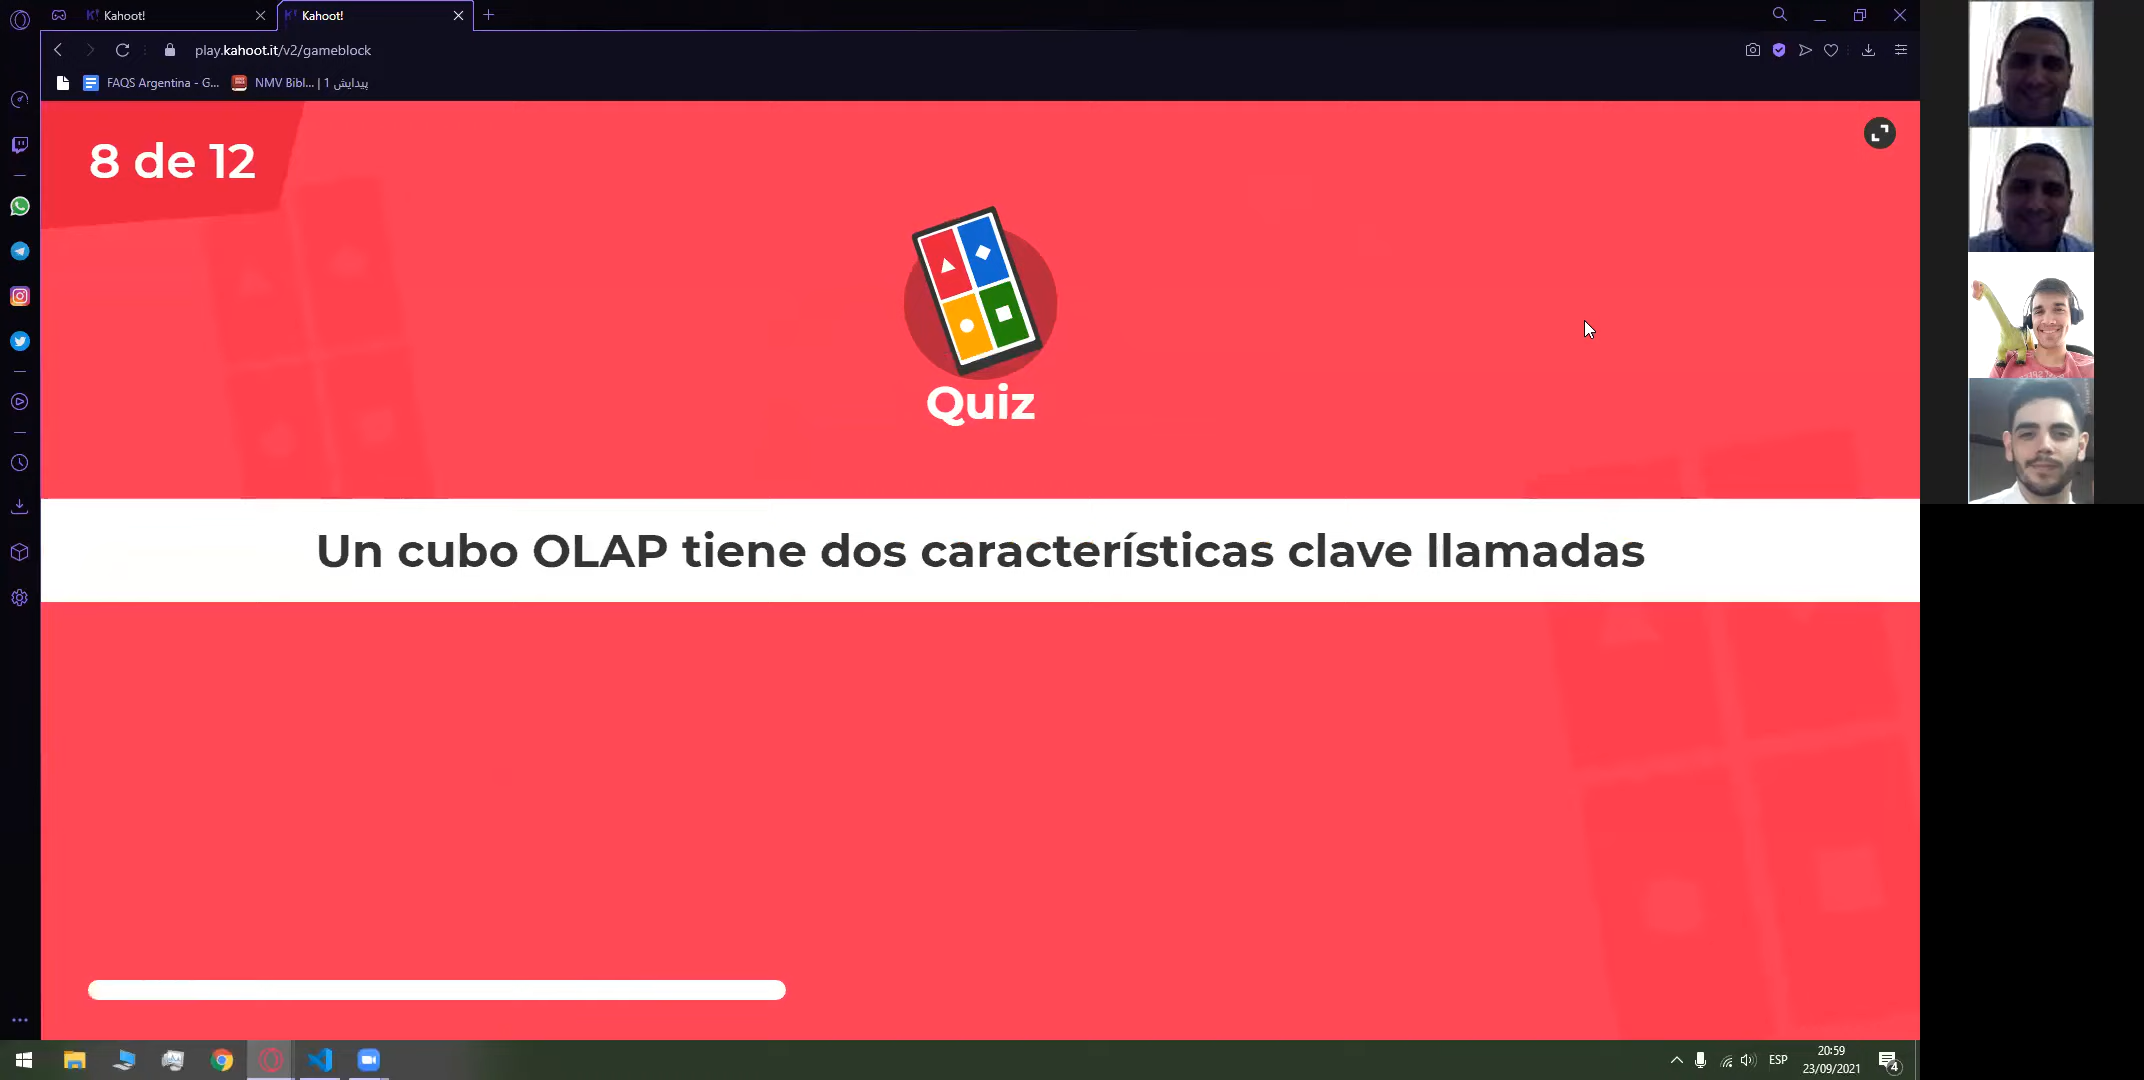 Kahoot!
Kahoot!
play.kahoot.it/v2/gameblock
FAQS Argentina - G...
NMV Bibl... | پیدایش 1
8 de 12
Quiz
Un cubo OLAP tiene dos características clave llamadas
ESP
20:59
23/09/2021
4